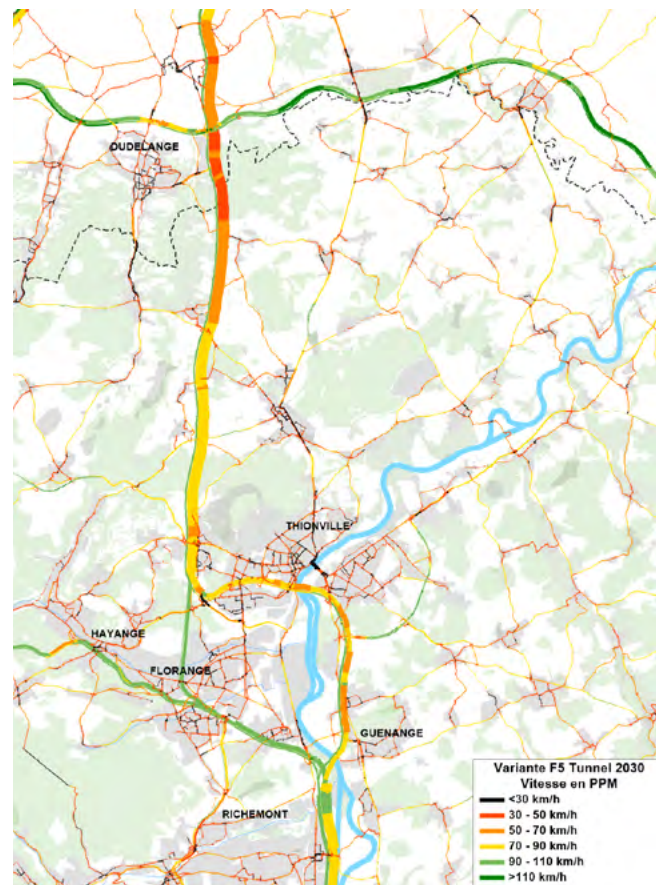 OUDELANGE
THIONVILLE
HAYANGE
FLORANGE
GUENANGE
RICHEMONT
Variante F5 Tunnel 2030
Vitesse en PPM
<30 km/h
30 - 50 km/h
50 - 70 km/h
70 - 90 km/h
90 - 110 km/h
>110 km/h